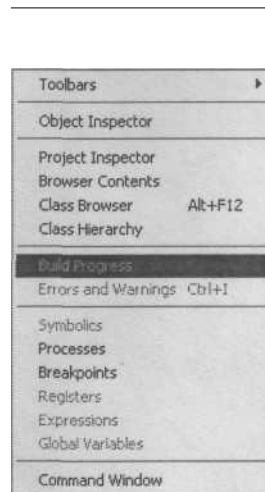 Toolbars
Object Inspector
Project Inspector
Browser Contents
Class Browser Alt+F12
Class Hierarchy
Build Progress
Errors and Warnings Ctrl+I
Symbolics
Processes
Breakpoints
Registers
Expressions
Global Variables
Command Window